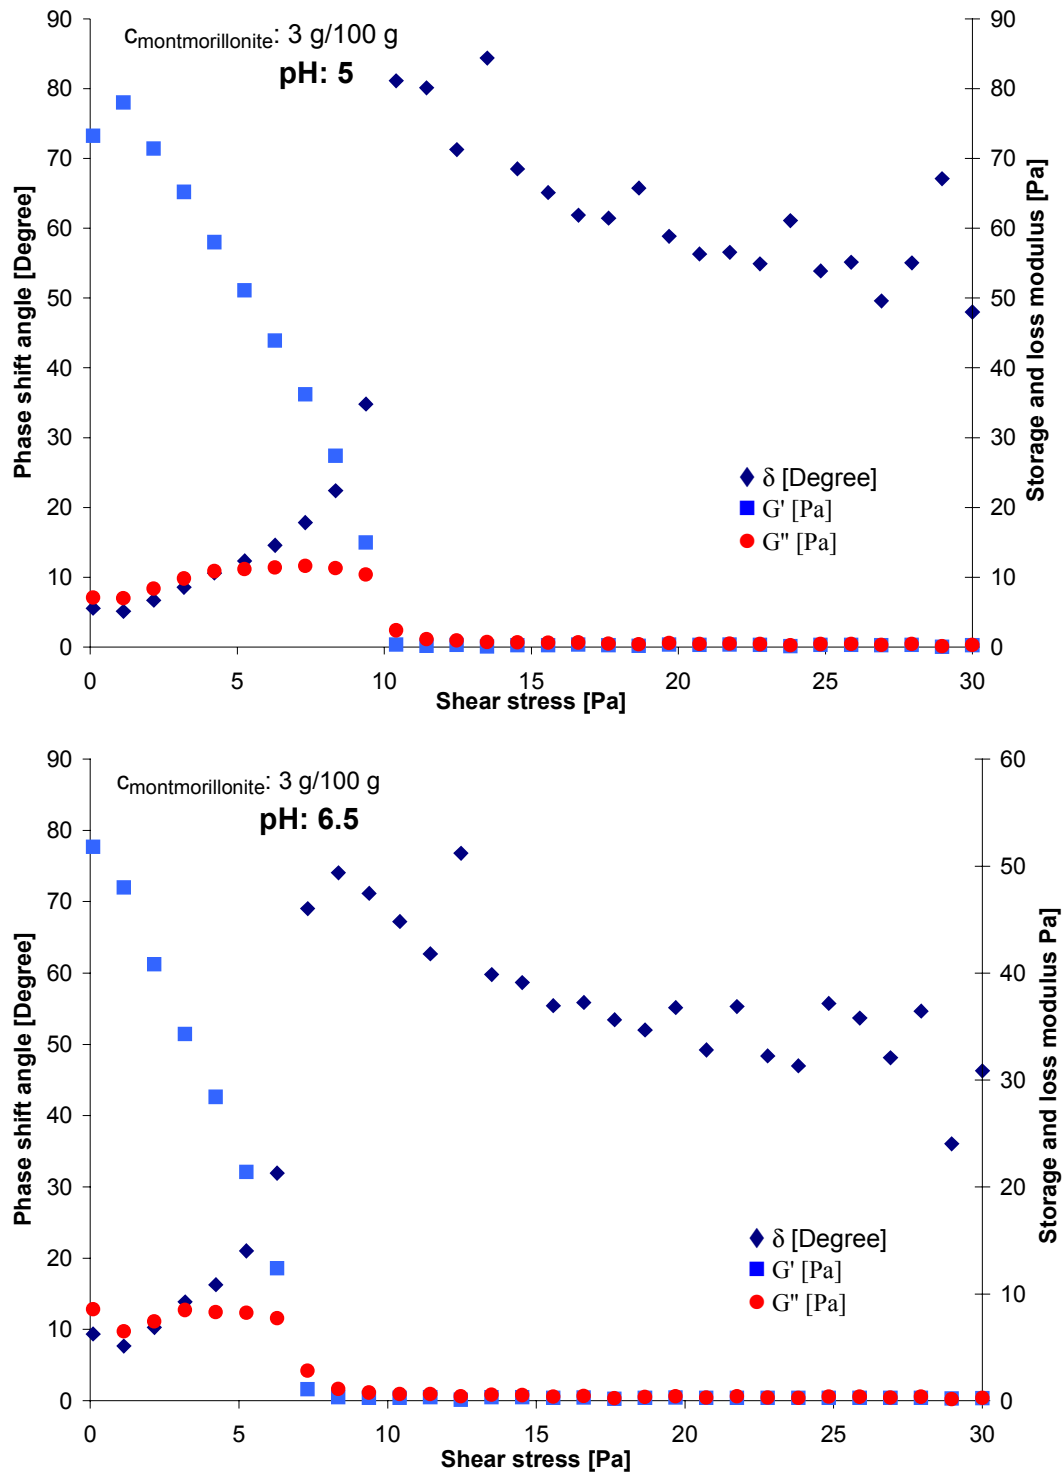 cmontmorillonite: 3 g/100 g
pH: 5
90
80
70
60
50
40
30
20
10
0
Phase shift angle [Degree]
90
80
70
60
50
40
30
20
10
0
Storage and loss modulus [Pa]
δ [Degree]
G' [Pa]
G'' [Pa]
0 5 10 15 20 25 30
Shear stress [Pa]
cmontmorillonite: 3 g/100 g
pH: 6.5
90
80
70
60
50
40
30
20
10
0
Phase shift angle [Degree]
60
50
40
30
20
10
0
Storage and loss modulus Pa]
δ [Degree]
G' [Pa]
G'' [Pa]
0 5 10 15 20 25 30
Shear stress [Pa]